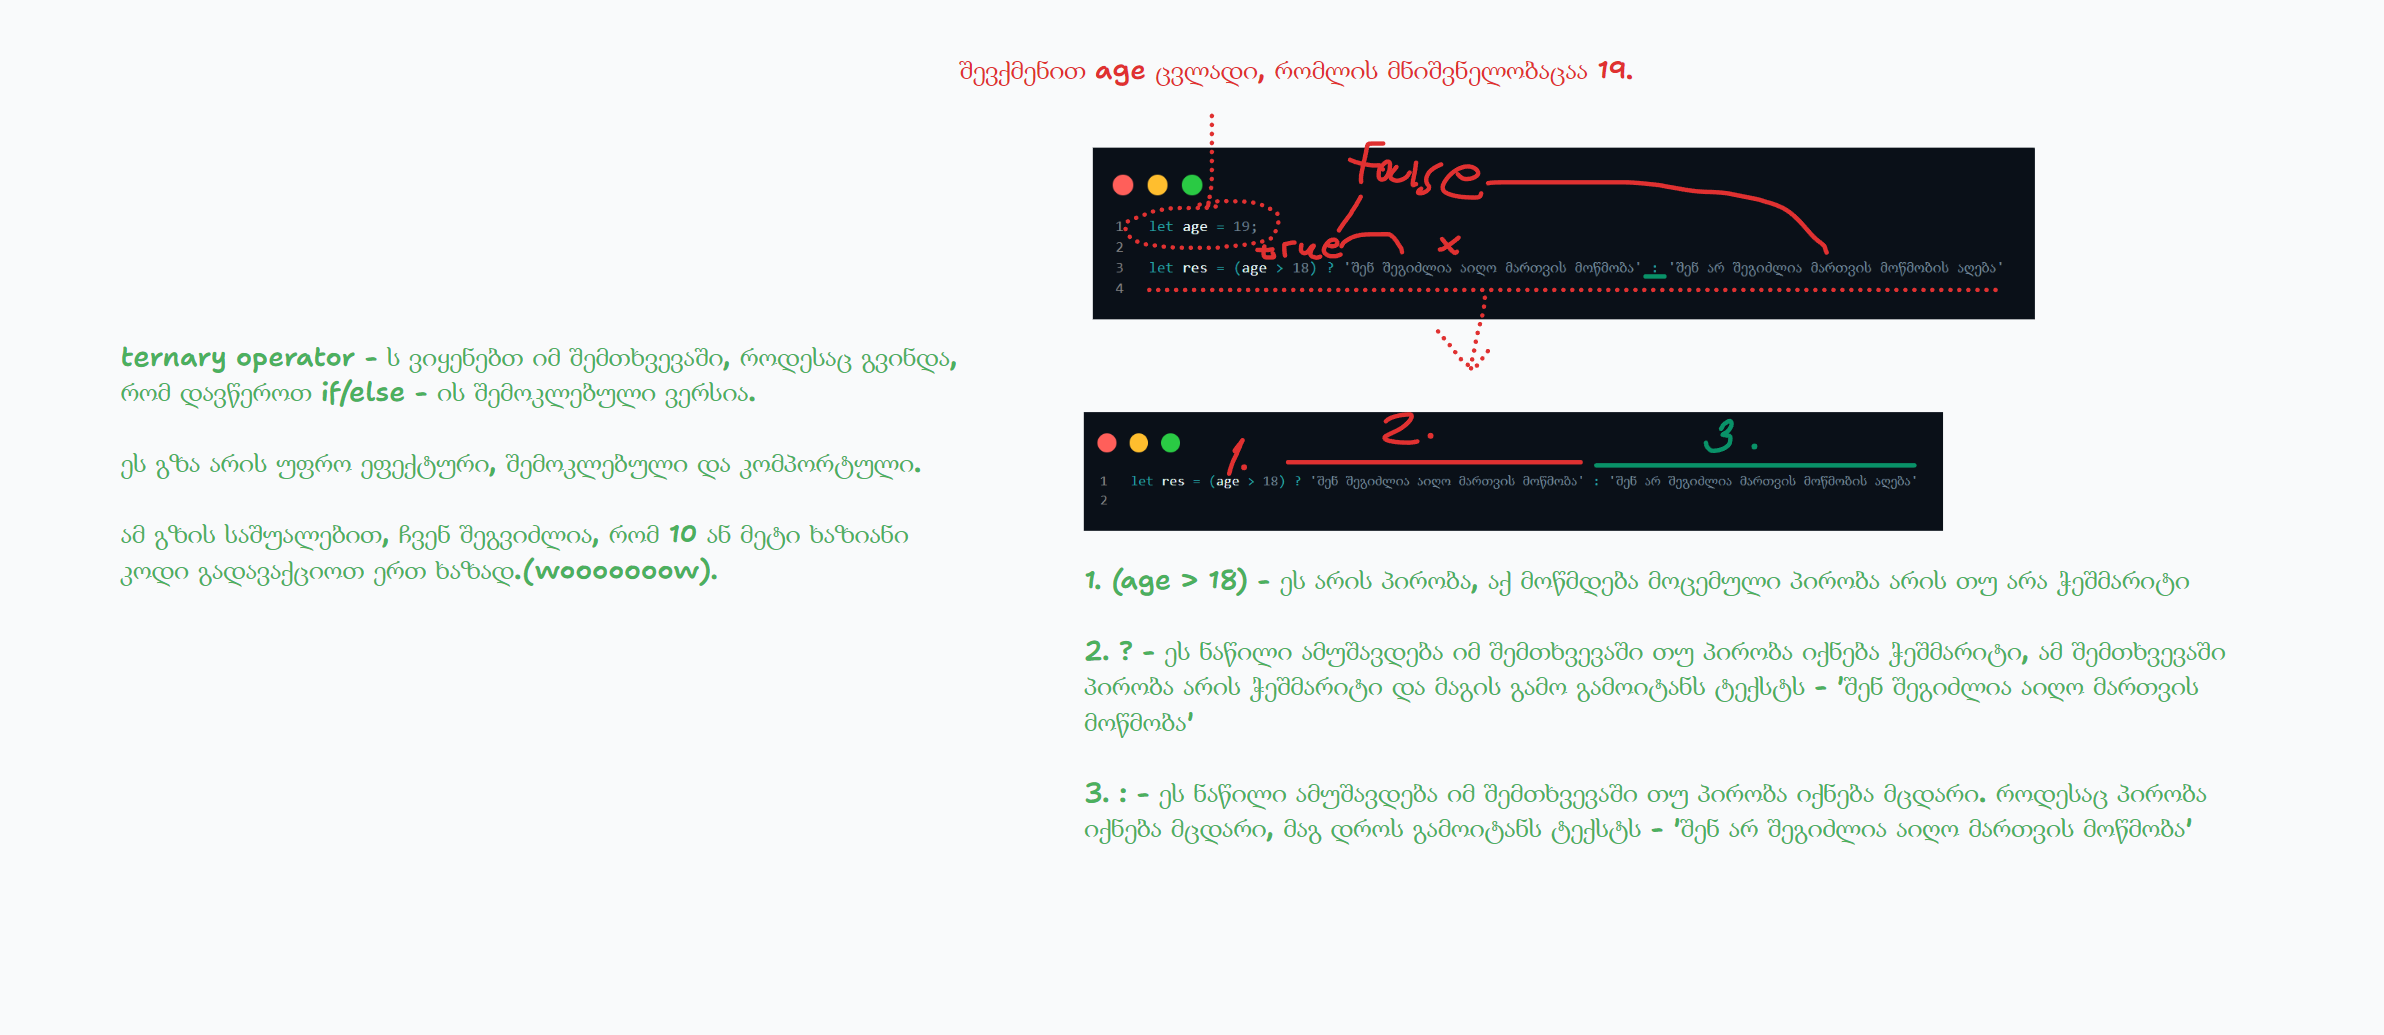 შევქმენით age ცვლადი, რომლის მნიშვნელობაცაა 19.
false
1 let age = 19;
2 true x
3 let res = (age > 18) ? 'შენ შეგიძლია აიღო მართვის მოწმობა' : 'შენ არ შეგიძლია მართვის მოწმობის აღება'
4
ternary operator - ს ვიყენებთ იმ შემთხვევაში, როდესაც გვინდა,
რომ დავწეროთ if/else - ის შემოკლებული ვერსია.
ეს გზა არის უფრო ეფექტური, შემოკლებული და კომპორტული.
ამ გზის საშუალებით, ჩვენ შეგვიძლია, რომ 10 ან მეტი ხაზიანი
კოდი გადავაქციოთ ერთ ხაზად.(wooooooow).
1. 2. 3.
1 let res = (age > 18) ? 'შენ შეგიძლია აიღო მართვის მოწმობა' : 'შენ არ შეგიძლია მართვის მოწმობის აღება'
2
1. (age > 18) - ეს არის პირობა, აქ მოწმდება მოცემული პირობა არის თუ არა ჭეშმარიტი
2. ? - ეს ნაწილი ამუშავდება იმ შემთხვევაში თუ პირობა იქნება ჭეშმარიტი, ამ შემთხვევაში
პირობა არის ჭეშმარიტი და მაგის გამო გამოიტანს ტექსტს - 'შენ შეგიძლია აიღო მართვის
მოწმობა'
3. : - ეს ნაწილი ამუშავდება იმ შემთხვევაში თუ პირობა იქნება მცდარი. როდესაც პირობა
იქნება მცდარი, მაგ დროს გამოიტანს ტექსტს - 'შენ არ შეგიძლია აიღო მართვის მოწმობა'